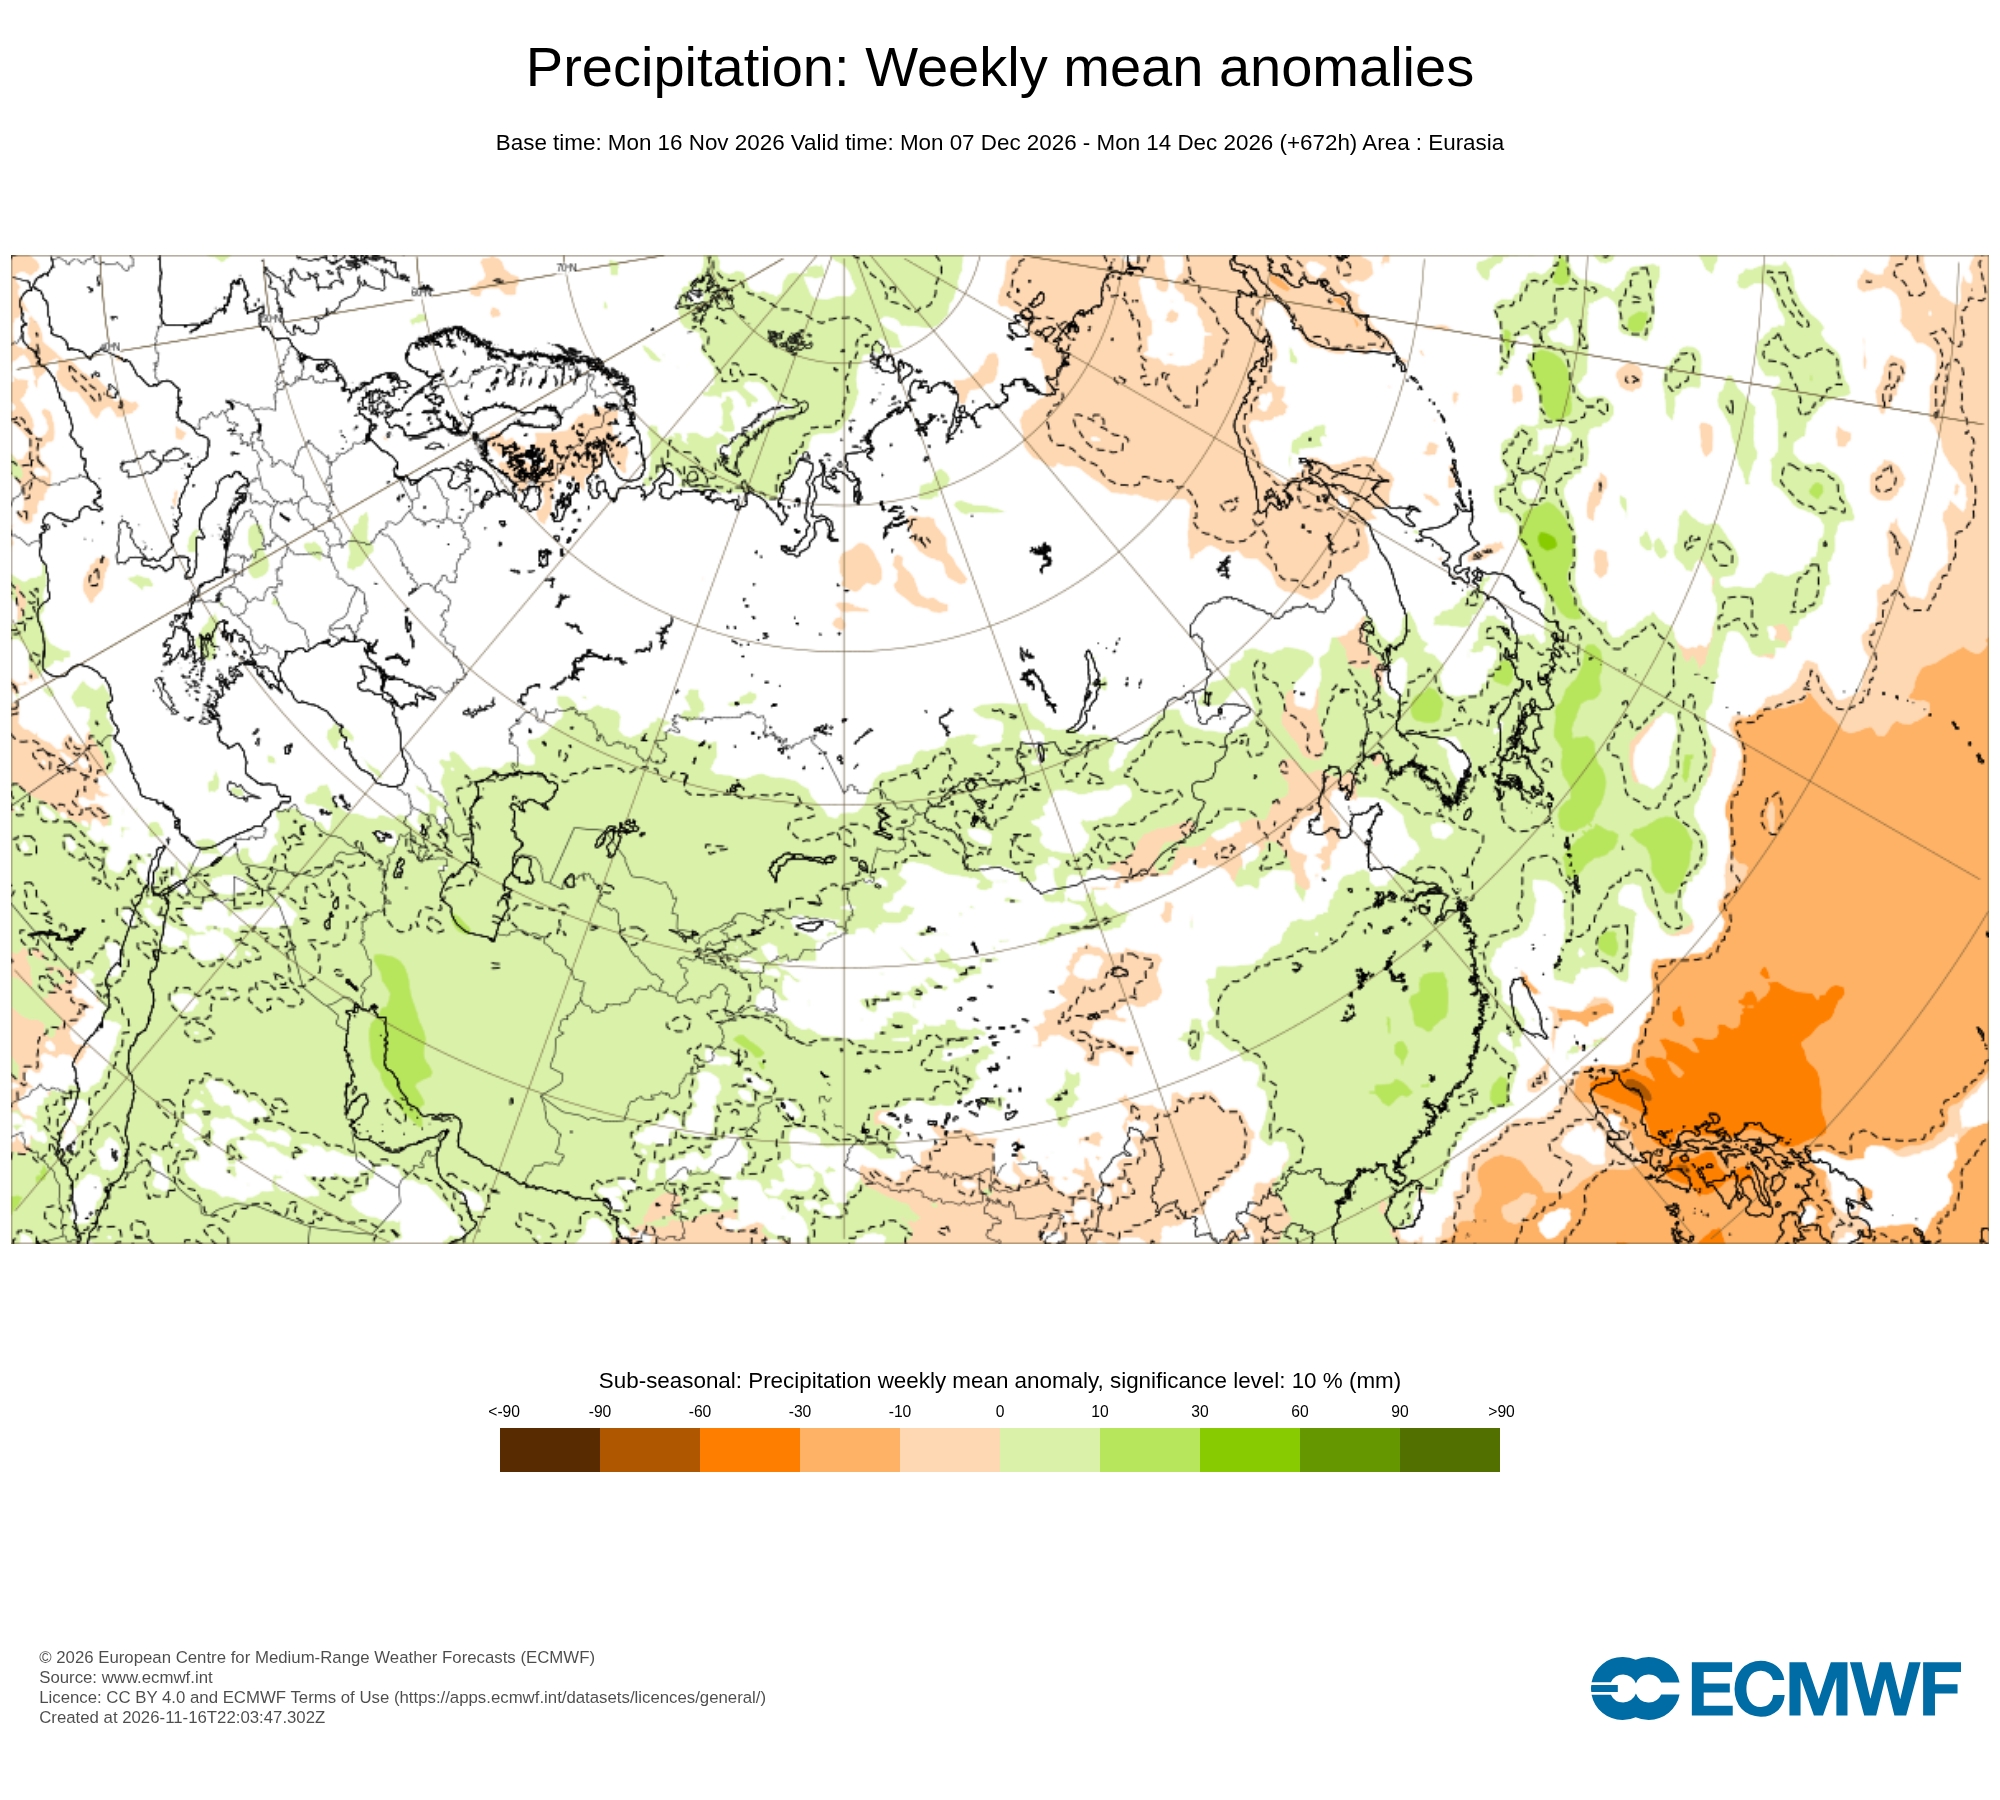 Precipitation: Weekly mean anomalies
Base time: Mon 16 Nov 2026 Valid time: Mon 07 Dec 2026 - Mon 14 Dec 2026 (+672h) Area : Eurasia
70°N
60°N
50°N
40°N
Sub-seasonal: Precipitation weekly mean anomaly, significance level: 10 % (mm)
<-90 -90 -60 -30 -10 0 10 30 60 90 >90
© 2026 European Centre for Medium-Range Weather Forecasts (ECMWF)
Source: www.ecmwf.int
Licence: CC BY 4.0 and ECMWF Terms of Use (https://apps.ecmwf.int/datasets/licences/general/)
Created at 2026-11-16T22:03:47.302Z
ECMWF